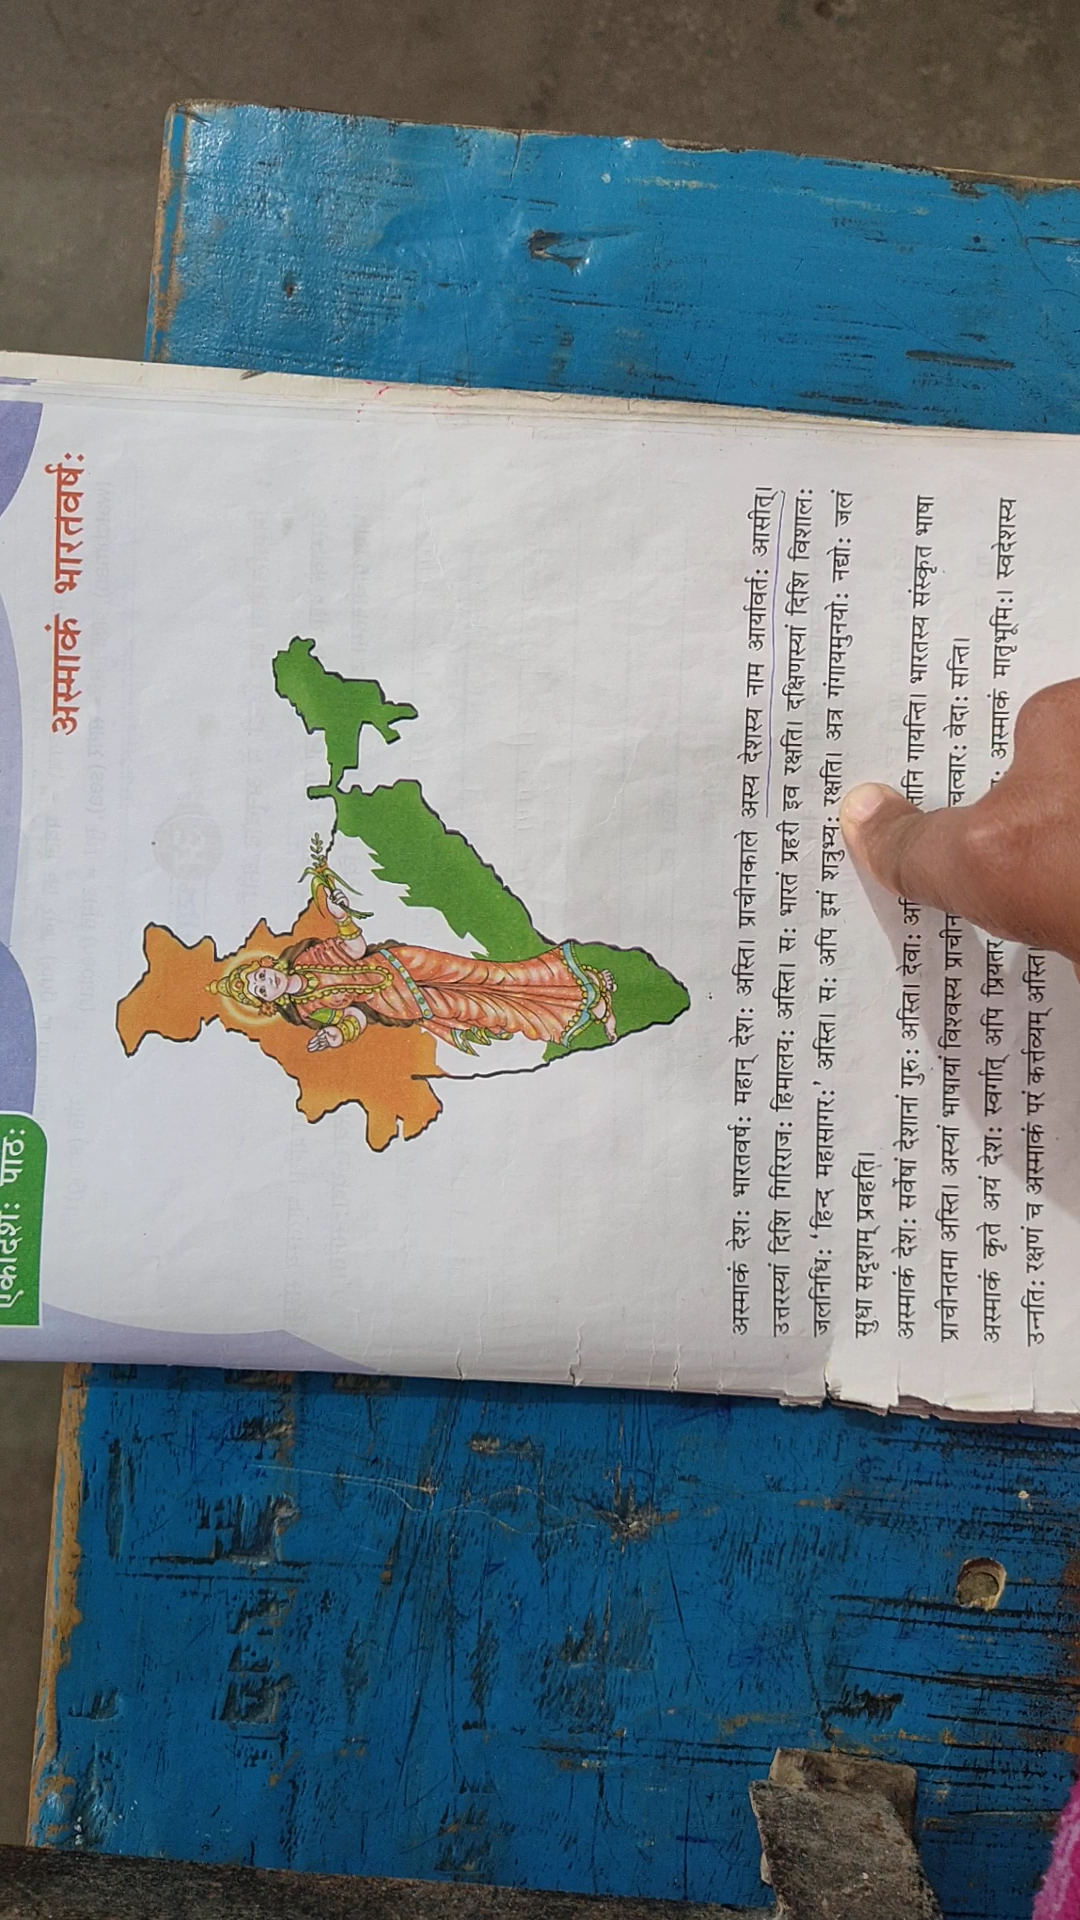 एकादशः पाठः
अस्माकं भारतवर्षः
अस्माकं देशः भारतवर्षः महान् देशः अस्ति। प्राचीनकाले अस्य देशस्य नाम आर्यावर्तः आसीत्।
उत्तरस्यां दिशि गिरिराजः हिमालयः अस्ति। सः भारतं प्रहरी इव रक्षति। दक्षिणस्यां दिशि विशालः
जलनिधिः 'हिन्द महासागरः' अस्ति। सः अपि इमं शत्रुभ्यः रक्षति। अत्र गंगायमुनयोः नद्योः जलं
सुधा सदृशम् प्रवहति।
अस्माकं देशः सर्वेषां देशानां गुरुः अस्ति। देवाः गायन्ति। भारतस्य संस्कृत भाषा
प्राचीनतमा अस्ति। अस्यां भाषायां विश्वस्य चत्वारः वेदाः सन्ति।
अस्माकं कृते अयं देशः स्वर्गात् अपि अस्माकं मातृभूमिः। स्वदेशस्य
उन्नतिः रक्षणं च अस्माकं परं कर्त्तव्यम् अस्ति।